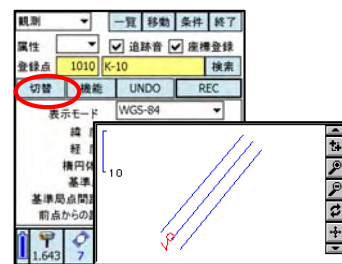 観測 一覧 移動 条件 終了
属性 追跡音 座標登録
登録点 1010 K-10 検索
切替 機能 UNDO REC
表示モード WGS-84
緯 度
経 度
楕円体
基準
基準局点間
前点からの
10
1.643 7